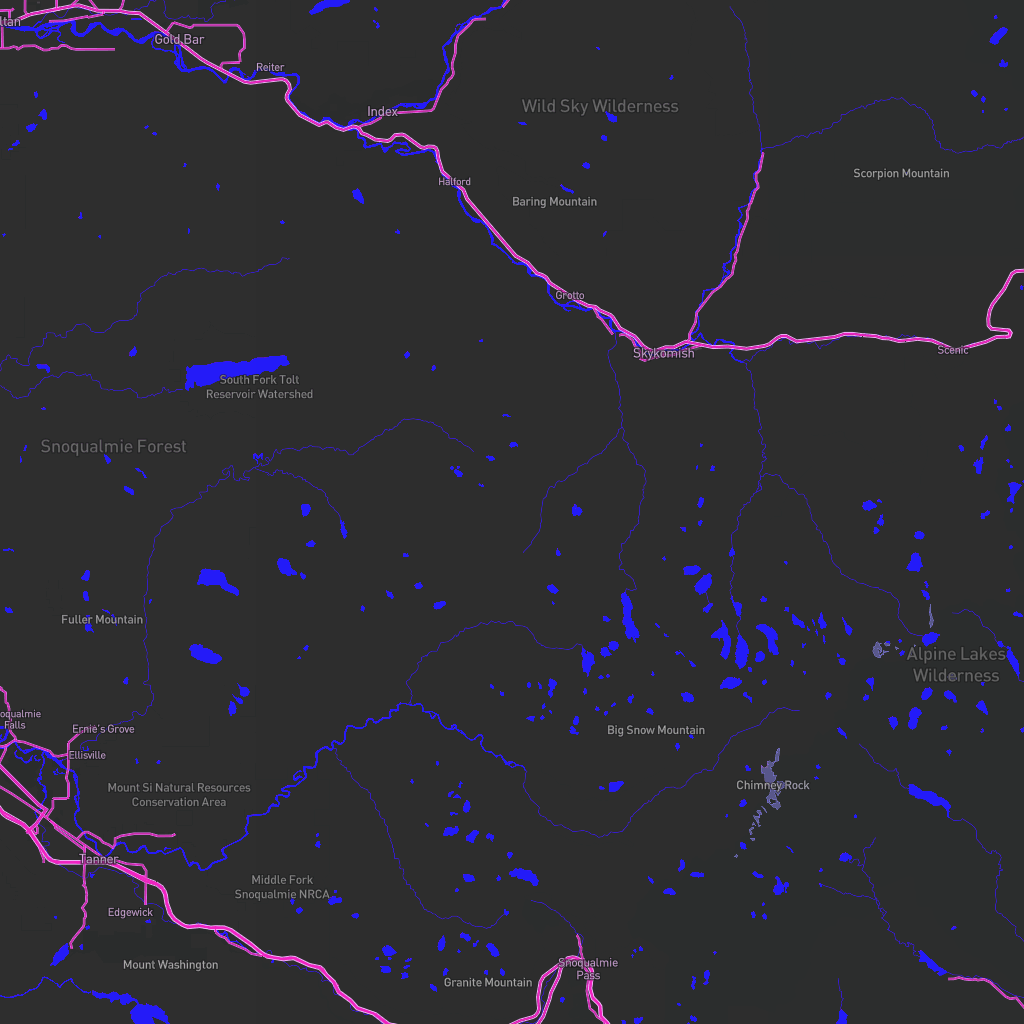 ltan
Gold Bar
Reiter
Index
Wild Sky Wilderness
Scorpion Mountain
Halford
Baring Mountain
Grotto
Skykomish
Scenic
South Fork Tolt
Reservoir Watershed
Snoqualmie Forest
Fuller Mountain
Alpine Lakes
Wilderness
oqualmie
Falls
Ernie's Grove
Ellisville
Big Snow Mountain
Mount Si Natural Resources
Conservation Area
Chimney Rock
Tanner
Middle Fork
Snoqualmie NRCA
Edgewick
Mount Washington
Snoqualmie
Pass
Granite Mountain